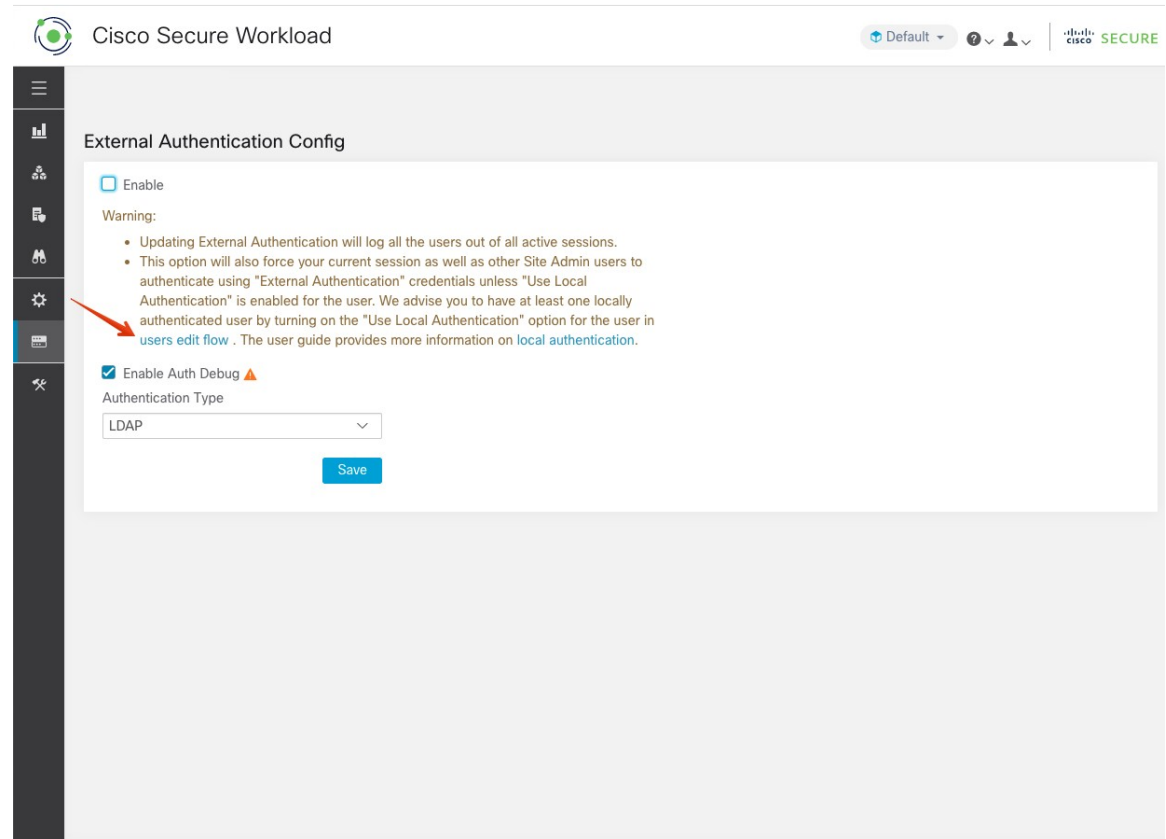 Cisco Secure Workload
Default
CISCO SECURE
External Authentication Config
Enable
Warning:
• Updating External Authentication will log all the users out of all active sessions.
• This option will also force your current session as well as other Site Admin users to
authenticate using "External Authentication" credentials unless "Use Local
Authentication" is enabled for the user. We advise you to have at least one locally
authenticated user by turning on the "Use Local Authentication" option for the user in
users edit flow . The user guide provides more information on local authentication.
Enable Auth Debug
Authentication Type
LDAP
Save